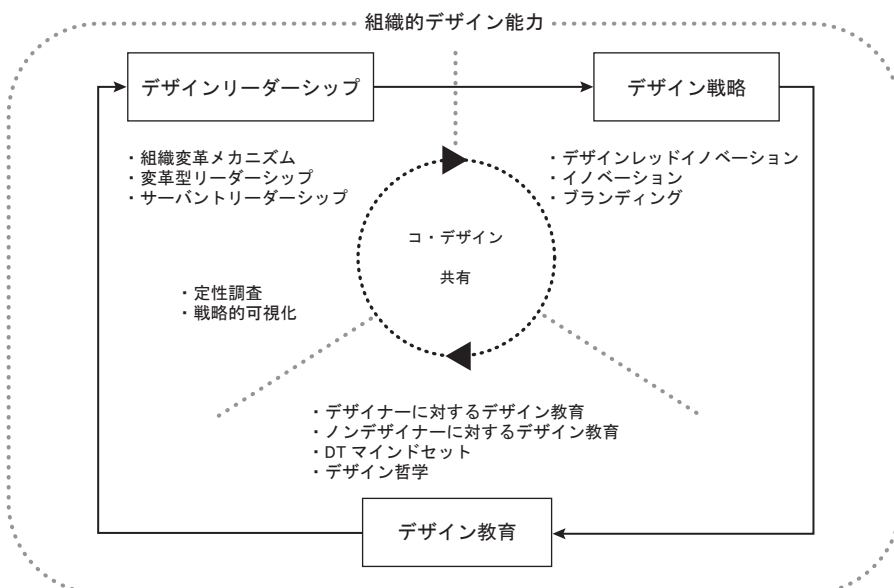 組織的デザイン能力
デザインリーダーシップ
デザイン戦略
・組織変革メカニズム
・変革型リーダーシップ
・サーバントリーダーシップ
・デザインレッドイノベーション
・イノベーション
・ブランディング
コ・デザイン
共有
・定性調査
・戦略的可視化
・デザイナーに対するデザイン教育
・ノンデザイナーに対するデザイン教育
・DT マインドセット
・デザイン哲学
デザイン教育